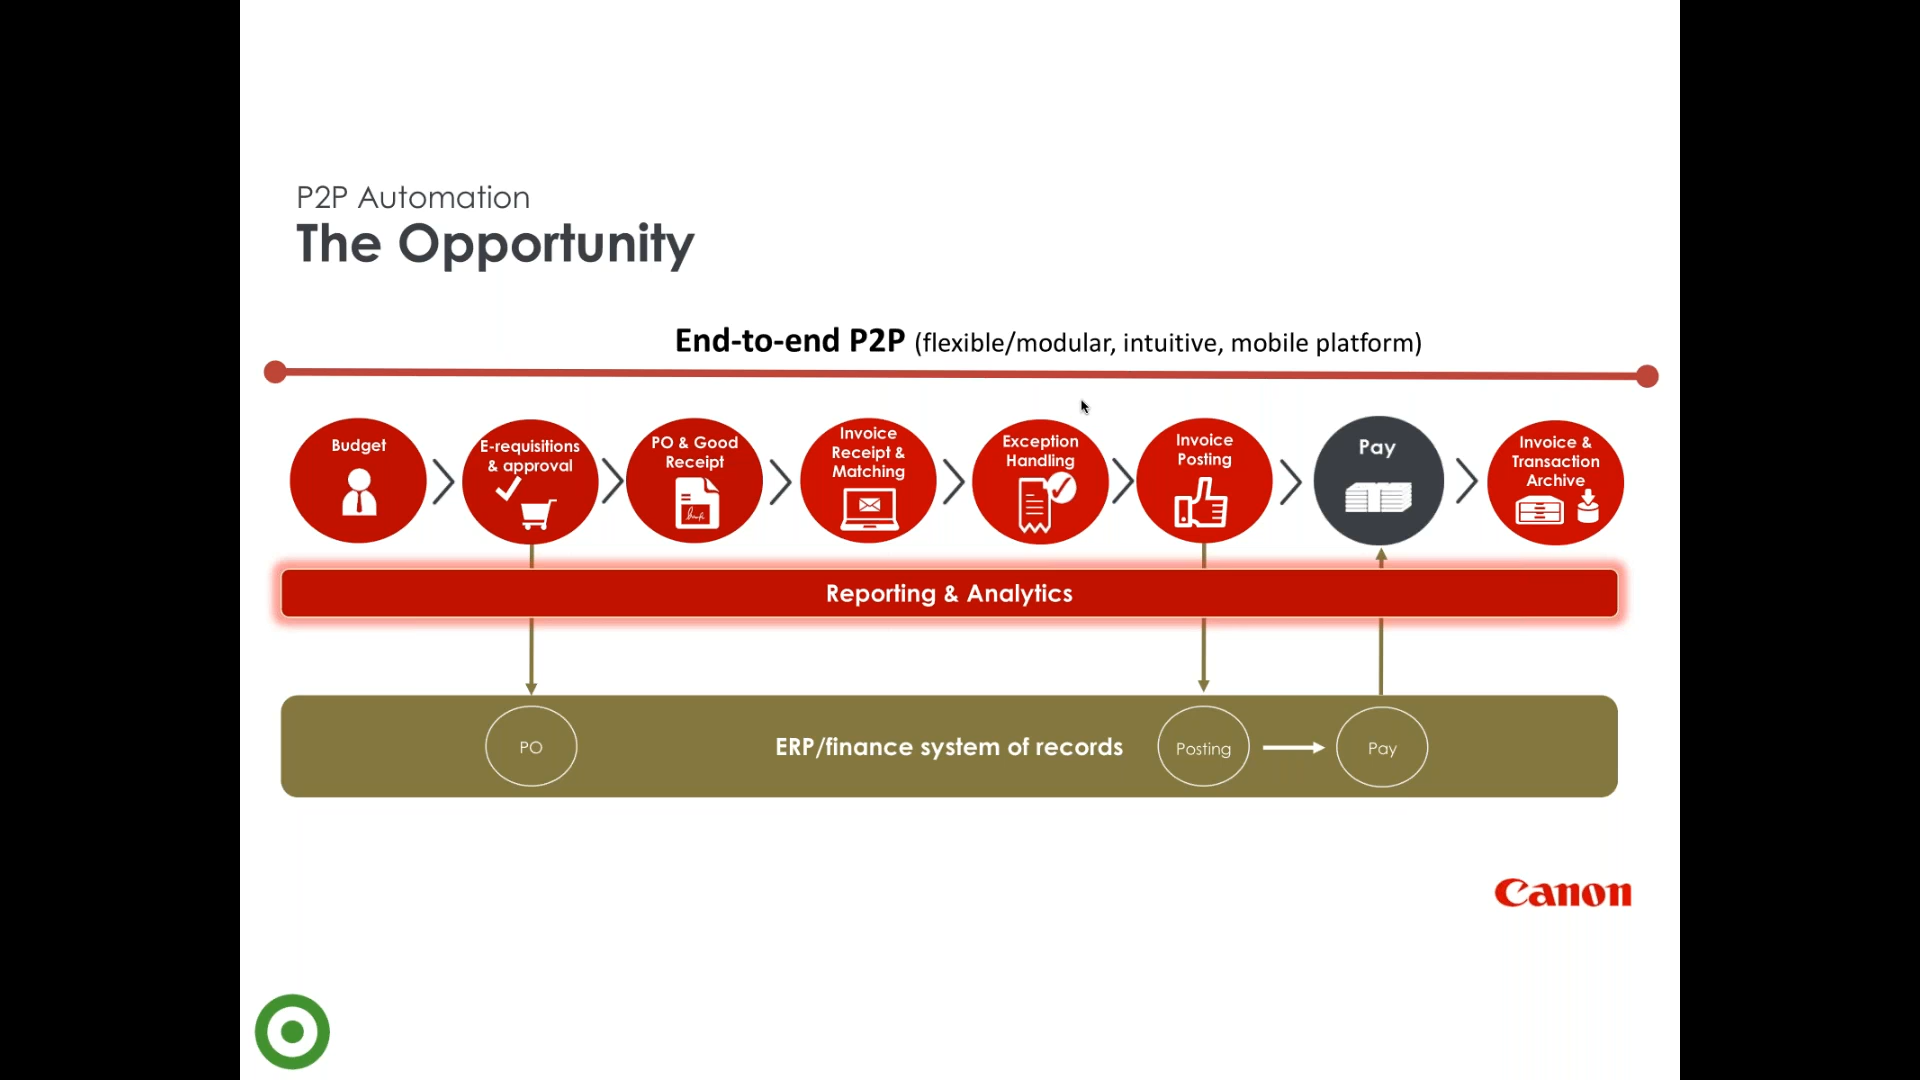 P2P Automation
The Opportunity
End-to-end P2P (flexible/modular, intuitive, mobile platform)
Budget
E-requisitions
& approval
PO & Good
Receipt
Invoice
Receipt &
Matching
Exception
Handling
Invoice
Posting
Pay
Invoice &
Transaction
Archive
Reporting & Analytics
PO
ERP/finance system of records
Posting
Pay
Canon